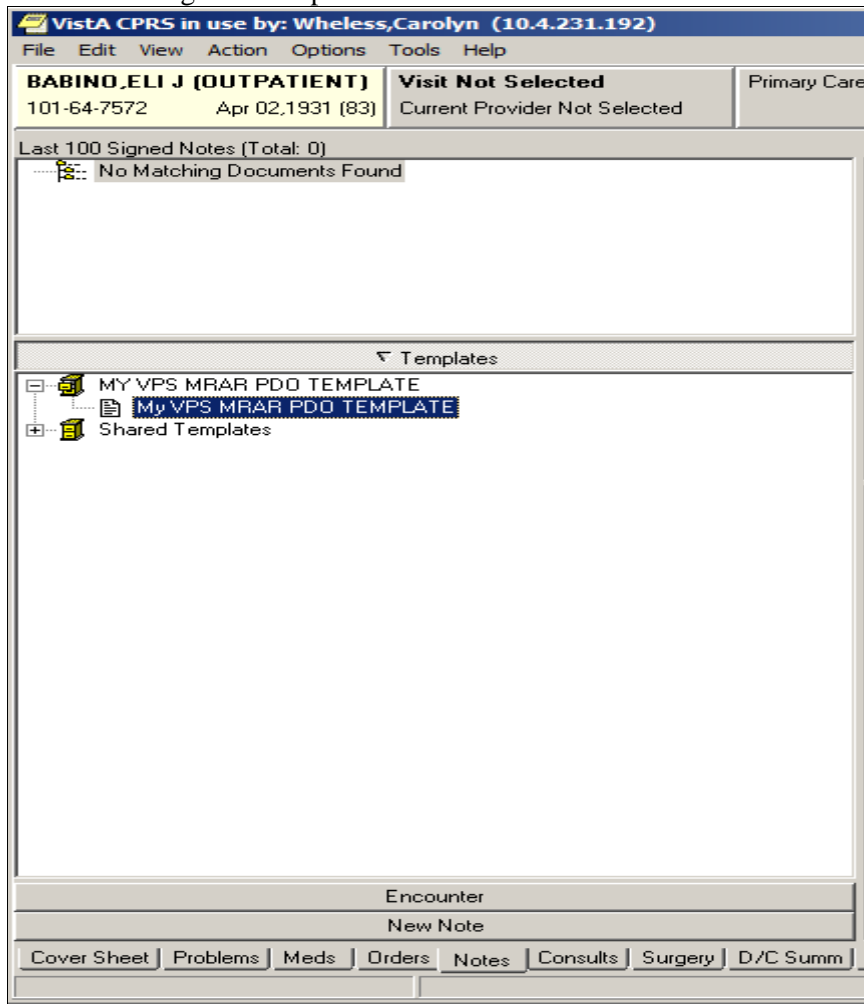 VistA CPRS in use by: Wheless,Carolyn (10.4.231.192)
File Edit View Action Options Tools Help
BABINO,ELI J (OUTPATIENT) Visit Not Selected Primary Care
101-64-7572 Apr 02,1931 (83) Current Provider Not Selected
Last 100 Signed Notes (Total: 0)
No Matching Documents Found
Templates
MY VPS MRAR PDO TEMPLATE
My VPS MRAR PDO TEMPLATE
Shared Templates
Encounter
New Note
Cover Sheet Problems Meds Orders Notes Consults Surgery D/C Summ